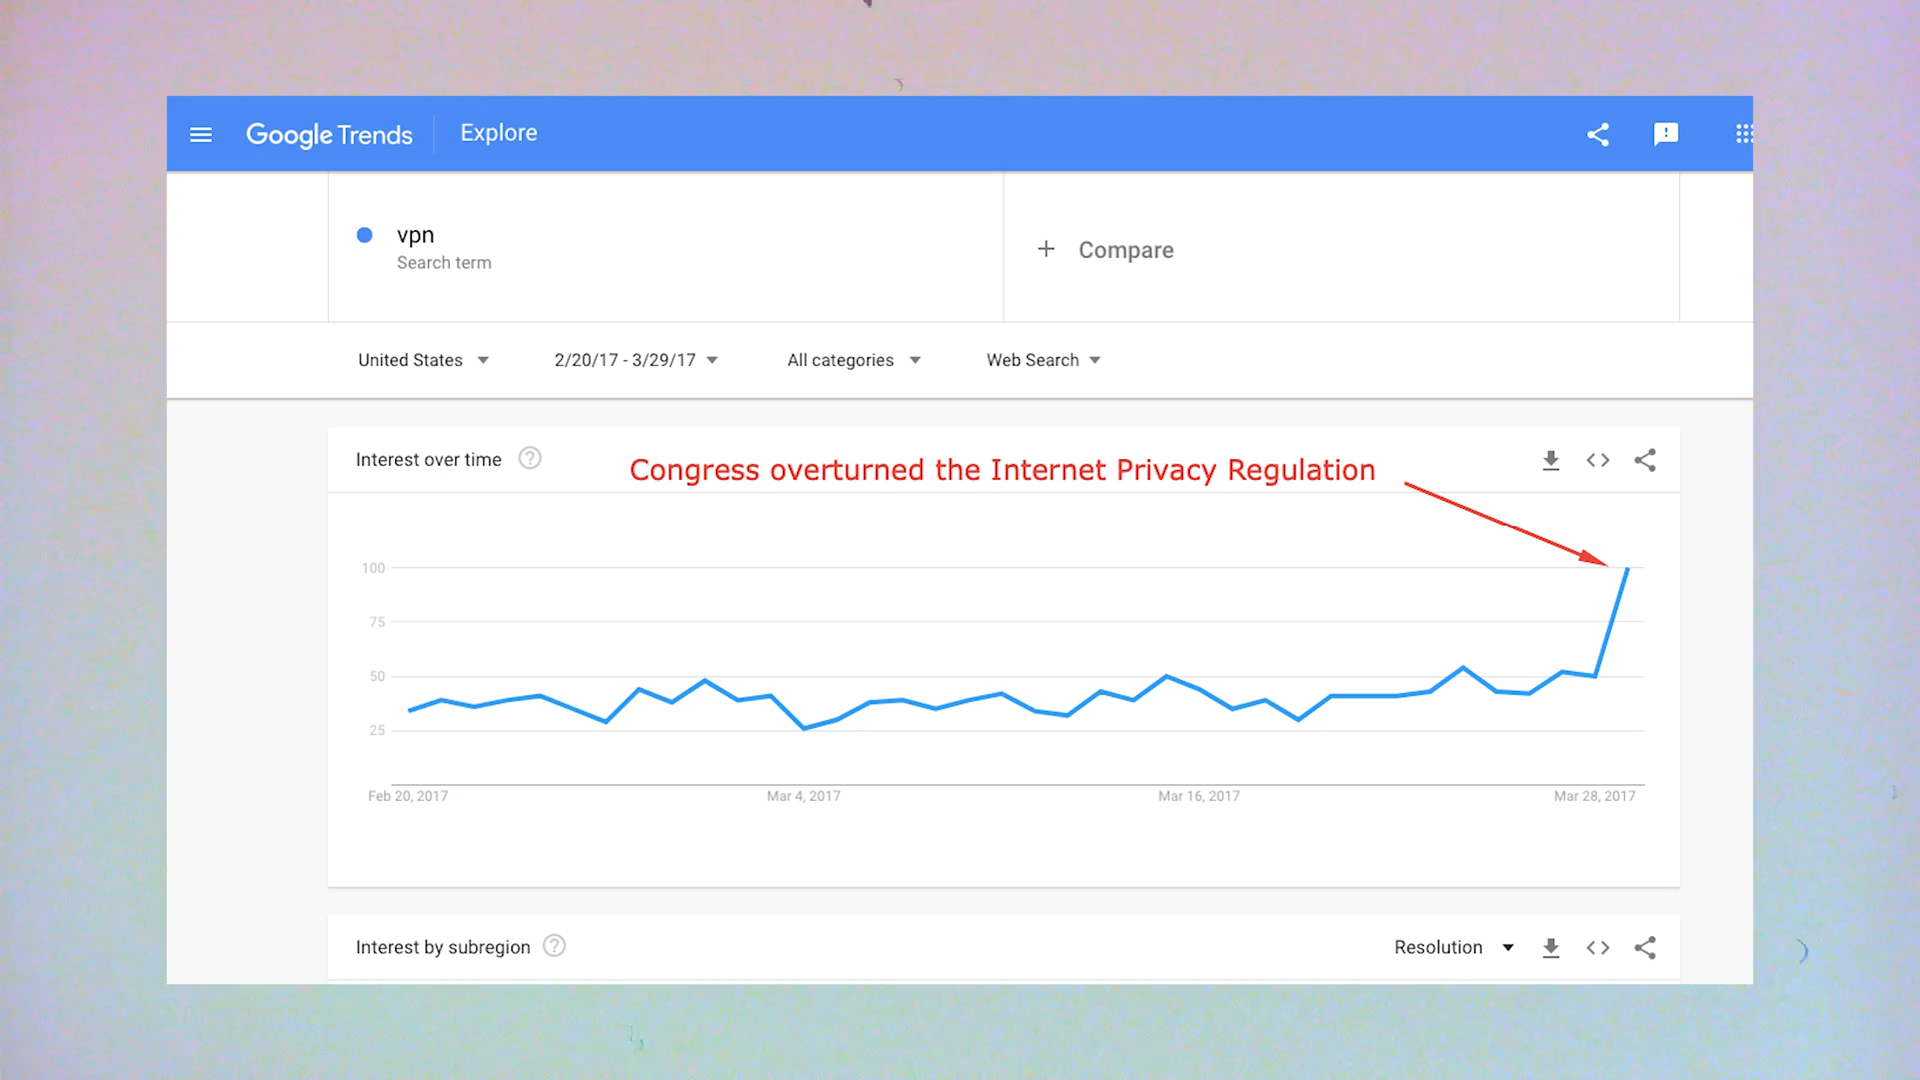 Google Trends Explore
vpn
Search term
+ Compare
United States 2/20/17 - 3/29/17 All categories Web Search
Interest over time ?
Congress overturned the Internet Privacy Regulation
100
75
50
25
Feb 20, 2017 Mar 4, 2017 Mar 16, 2017 Mar 28, 2017
Interest by subregion ? Resolution